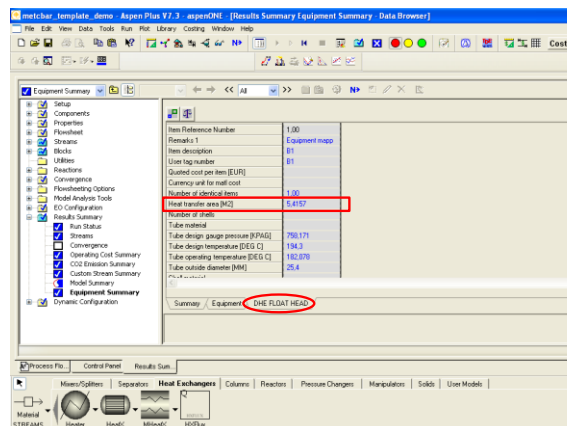 metcbar_template_demo - Aspen Plus V7.3 - aspenONE - [Results Summary Equipment Summary - Data Browser]
File Edit View Data Tools Run Plot Library Costing Window Help
Cost
Equipment Summary
All
Setup
Components
Properties
Flowsheet
Streams
Blocks
Utilities
Reactions
Convergence
Flowsheeting Options
Model Analysis Tools
EO Configuration
Results Summary
Run Status
Streams
Convergence
Operating Cost Summary
CO2 Emission Summary
Custom Stream Summary
Model Summary
Equipment Summary
Dynamic Configuration
Item Reference Number 1,00
Remarks 1 Equipment mapp
Item description B1
User tag number B1
Quoted cost per item [EUR]
Currency unit for matl cost
Number of identical items 1,00
Heat transfer area [M2] 5,4157
Number of shells
Tube material
Tube design gauge pressure [KPAG] 758,171
Tube design temperature [DEG C] 194,3
Tube operating temperature [DEG C] 182,878
Tube outside diameter [MM] 25,4
Shell material
Summary Equipment DHE FLOAT HEAD
Process Flo... Control Panel Results Sum...
Mixers/Splitters Separators Heat Exchangers Columns Reactors Pressure Changers Manipulators Solids User Models
Material
STREAMS Heater HeatX MHeatX HXFlux